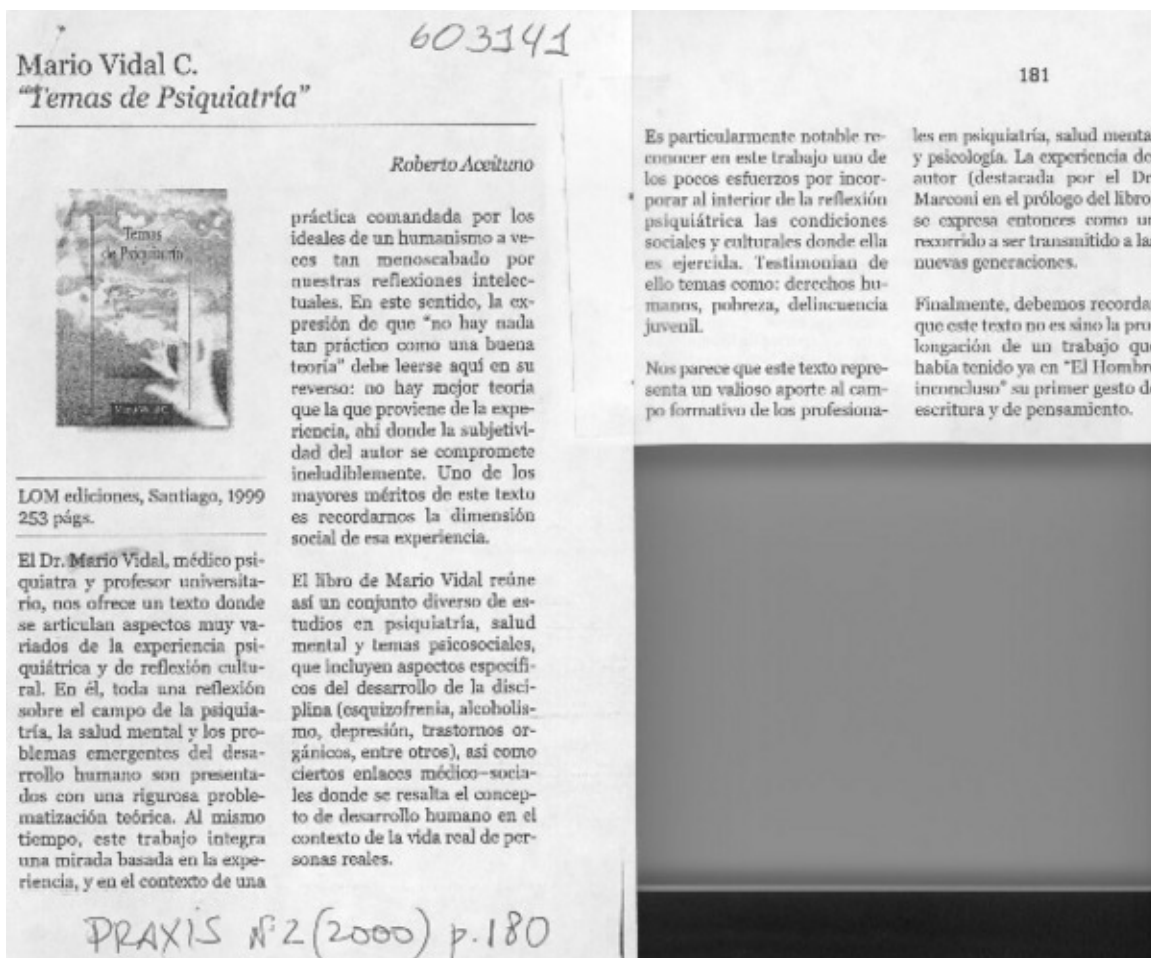 603141
Mario Vidal C.
"Temas de Psiquiatría"
Roberto Aceituno
Temas
de Psiquiatría
Mario Vidal C.
LOM ediciones, Santiago, 1999
253 págs.
El Dr. Mario Vidal, médico psi-
quiatra y profesor universita-
rio, nos ofrece un texto donde
se articulan aspectos muy va-
riados de la experiencia psi-
quiátrica y de reflexión cultu-
ral. En él, toda una reflexión
sobre el campo de la psiquia-
tría, la salud mental y los pro-
blemas emergentes del desa-
rrollo humano son presenta-
dos con una rigurosa proble-
matización teórica. Al mismo
tiempo, este trabajo integra
una mirada basada en la expe-
riencia, y en el contexto de una
práctica comandada por los
ideales de un humanismo a ve-
ces tan menoscabado por
nuestras reflexiones intelec-
tuales. En este sentido, la ex-
presión de que "no hay nada
tan práctico como una buena
teoría" debe leerse aquí en su
reverso: no hay mejor teoría
que la que proviene de la expe-
riencia, ahí donde la subjetivi-
dad del autor se compromete
ineludiblemente. Uno de los
mayores méritos de este texto
es recordarnos la dimensión
social de esa experiencia.
El libro de Mario Vidal reúne
así un conjunto diverso de es-
tudios en psiquiatría, salud
mental y temas psicosociales,
que incluyen aspectos específi-
cos del desarrollo de la disci-
plina (esquizofrenia, alcoholis-
mo, depresión, trastornos or-
gánicos, entre otros), así como
ciertos enlaces médico-socia-
les donde se resalta el concep-
to de desarrollo humano en el
contexto de la vida real de per-
sonas reales.
PRAXIS Nº 2 (2000) p. 180
181
Es particularmente notable re-
conocer en este trabajo uno de
los pocos esfuerzos por incor-
porar al interior de la reflexión
psiquiátrica las condiciones
sociales y culturales donde ella
es ejercida. Testimonian de
ello temas como: derechos hu-
manos, pobreza, delincuencia
juvenil.
Nos parece que este texto repre-
senta un valioso aporte al cam-
po formativo de los profesiona-
les en psiquiatría, salud menta
y psicología. La experiencia de
autor (destacada por el Dr
Marconi en el prólogo del libro
se expresa entonces como un
recorrido a ser transmitido a la
nuevas generaciones.
Finalmente, debemos recorda
que este texto no es sino la pro
longación de un trabajo que
había tenido ya en "El Hombre
inconcluso" su primer gesto d
escritura y de pensamiento.